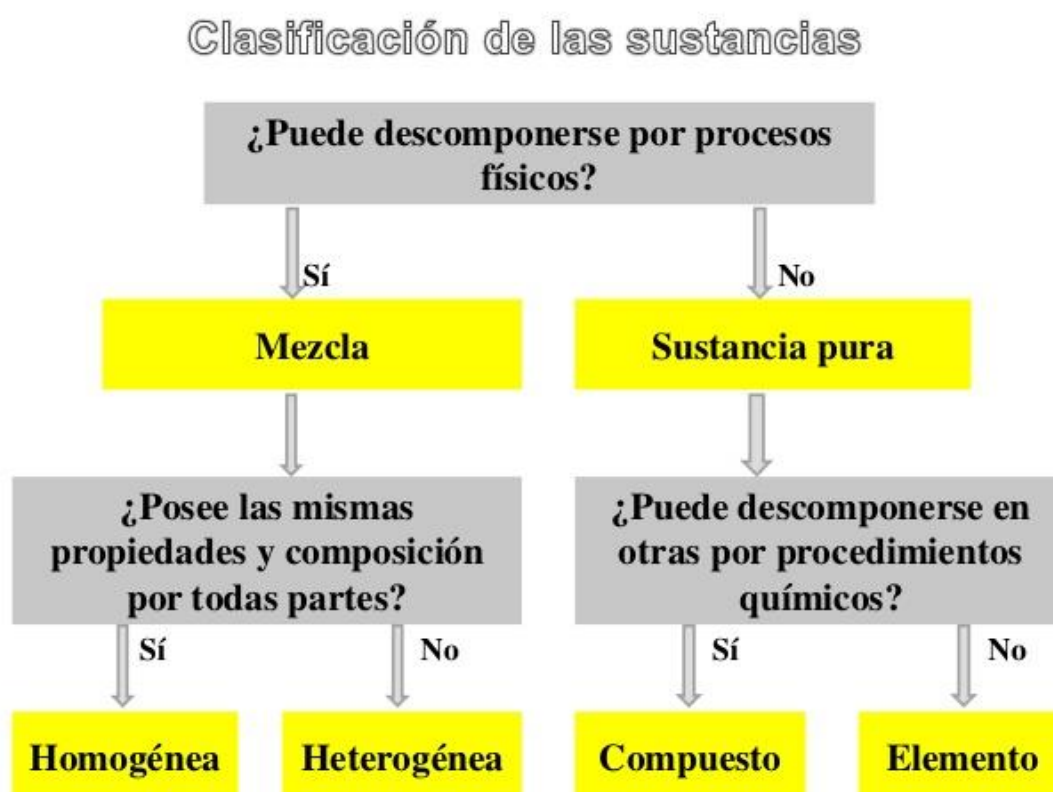 Clasificación de las sustancias
¿Puede descomponerse por procesos
físicos?
Sí
No
Mezcla
Sustancia pura
¿Posee las mismas
propiedades y composición
por todas partes?
¿Puede descomponerse en
otras por procedimientos
químicos?
Sí
No
Sí
No
Homogénea
Heterogénea
Compuesto
Elemento